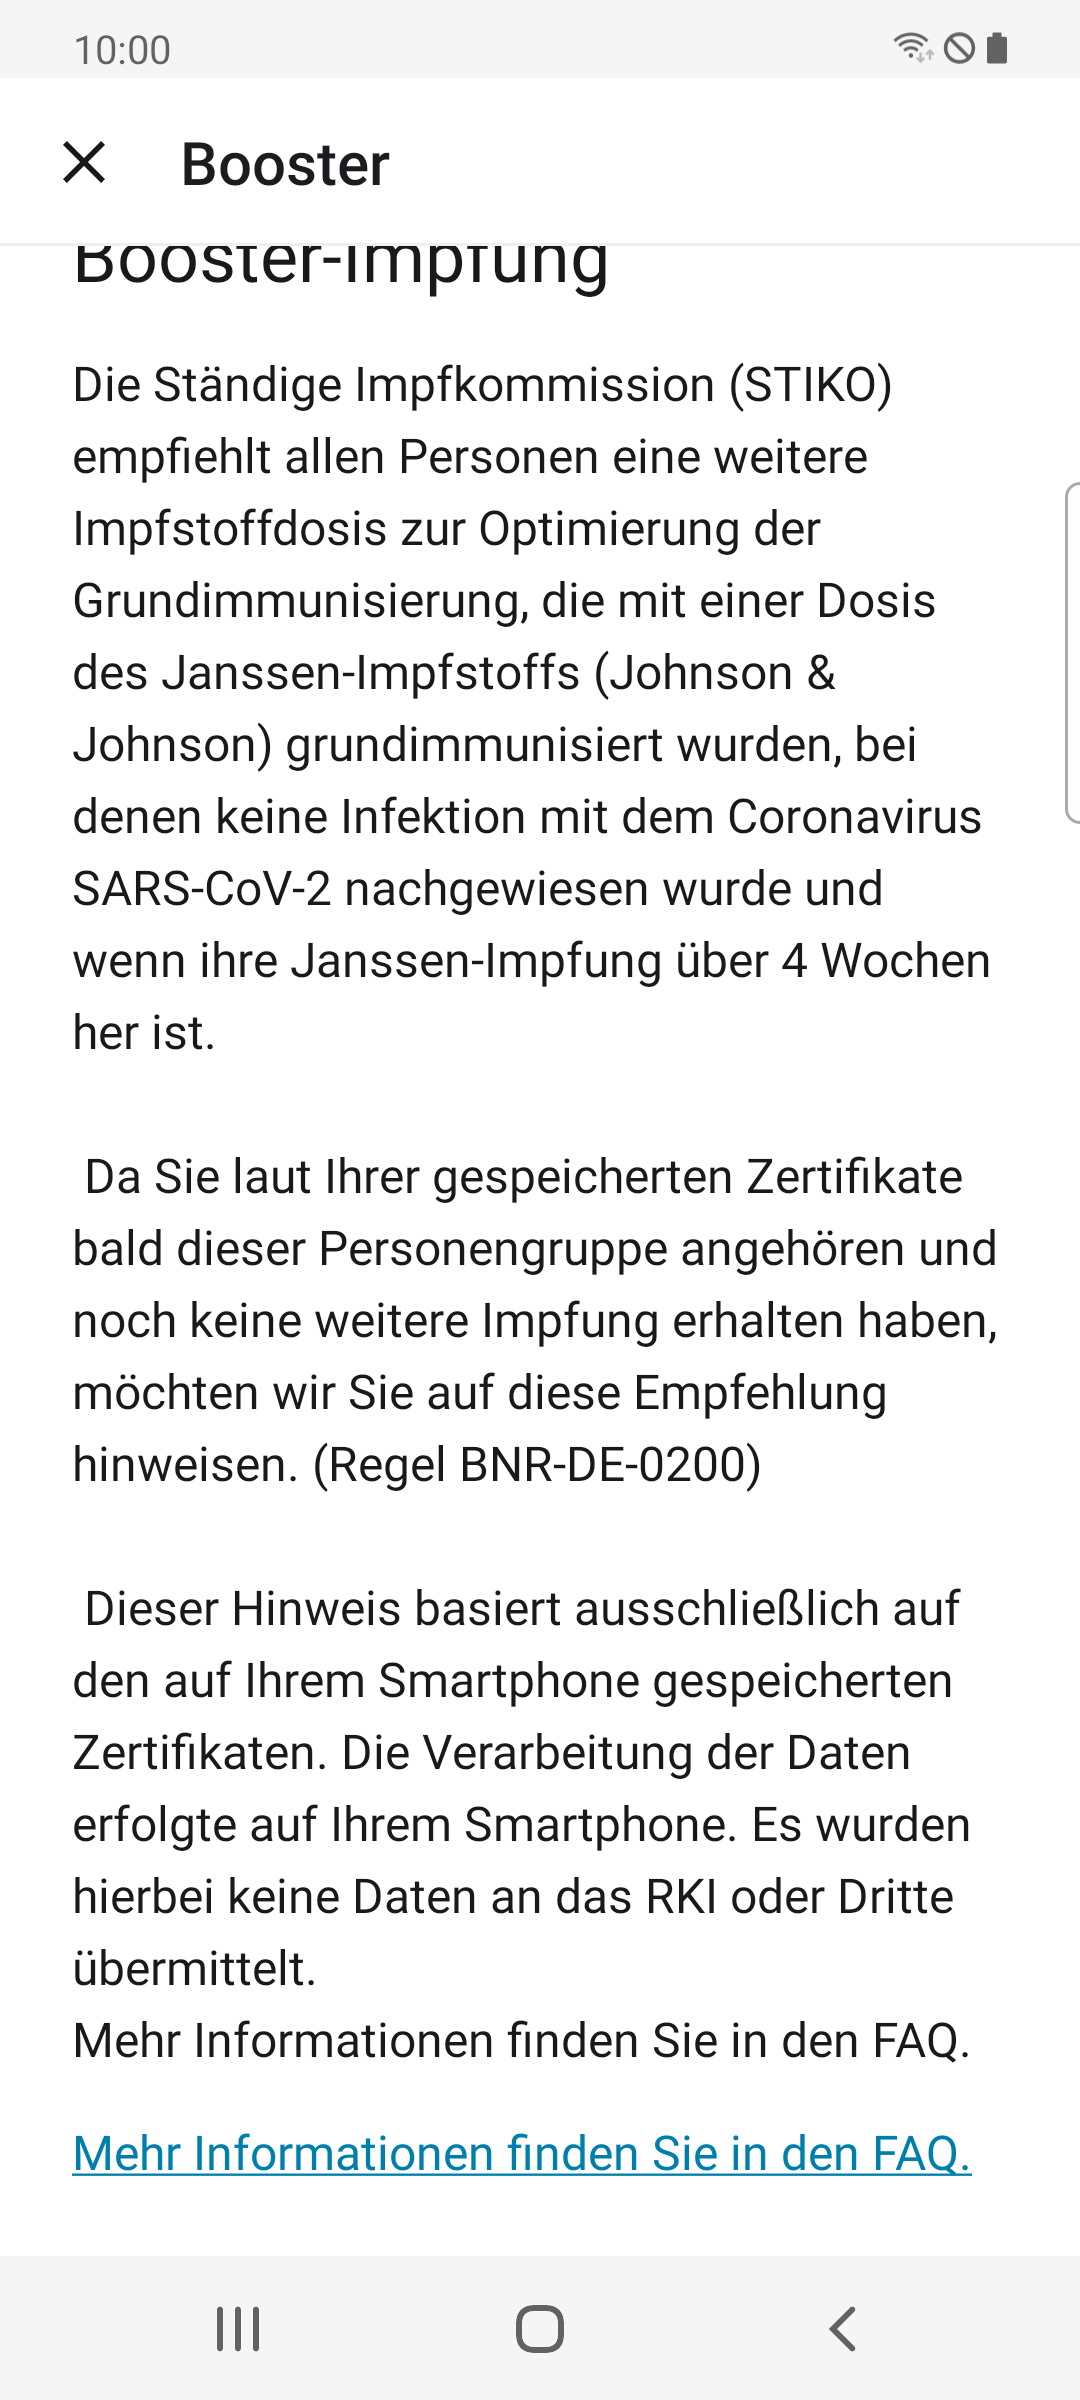 10:00
Booster
Booster-Impfung
Die Ständige Impfkommission (STIKO)
empfiehlt allen Personen eine weitere
Impfstoffdosis zur Optimierung der
Grundimmunisierung, die mit einer Dosis
des Janssen-Impfstoffs (Johnson &
Johnson) grundimmunisiert wurden, bei
denen keine Infektion mit dem Coronavirus
SARS-CoV-2 nachgewiesen wurde und
wenn ihre Janssen-Impfung über 4 Wochen
her ist.
Da Sie laut Ihrer gespeicherten Zertifikate
bald dieser Personengruppe angehören und
noch keine weitere Impfung erhalten haben,
möchten wir Sie auf diese Empfehlung
hinweisen. (Regel BNR-DE-0200)
Dieser Hinweis basiert ausschließlich auf
den auf Ihrem Smartphone gespeicherten
Zertifikaten. Die Verarbeitung der Daten
erfolgte auf Ihrem Smartphone. Es wurden
hierbei keine Daten an das RKI oder Dritte
übermittelt.
Mehr Informationen finden Sie in den FAQ.
Mehr Informationen finden Sie in den FAQ.